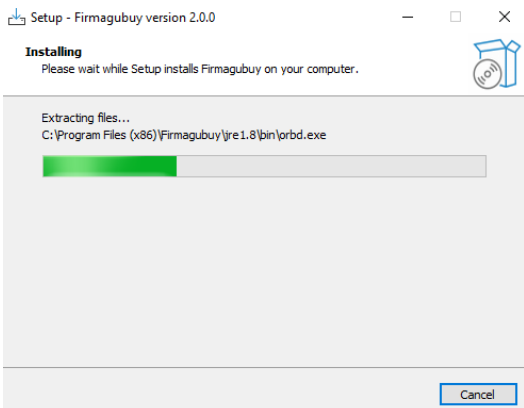 Setup - Firmagubuy version 2.0.0
Installing
Please wait while Setup installs Firmagubuy on your computer.
Extracting files...
C:\Program Files (x86)\Firmagubuy\jre1.8\bin\orbd.exe
Cancel